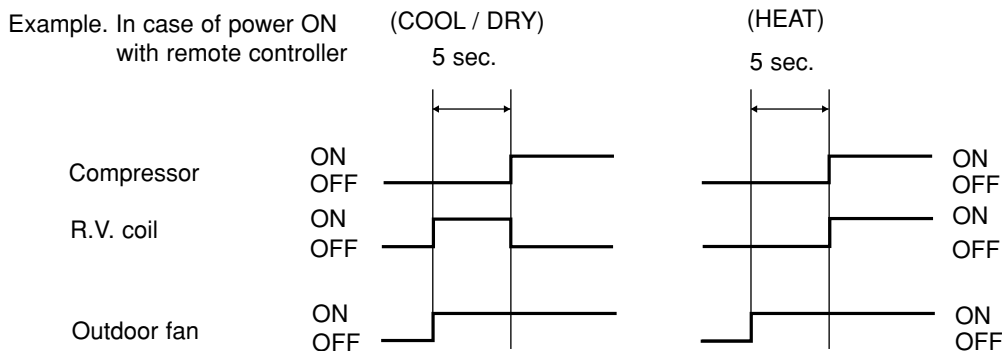 Example. In case of power ON
with remote controller
(COOL / DRY)
(HEAT)
5 sec.
5 sec.
Compressor
ON
OFF
ON
OFF
R.V. coil
ON
OFF
ON
OFF
Outdoor fan
ON
OFF
ON
OFF